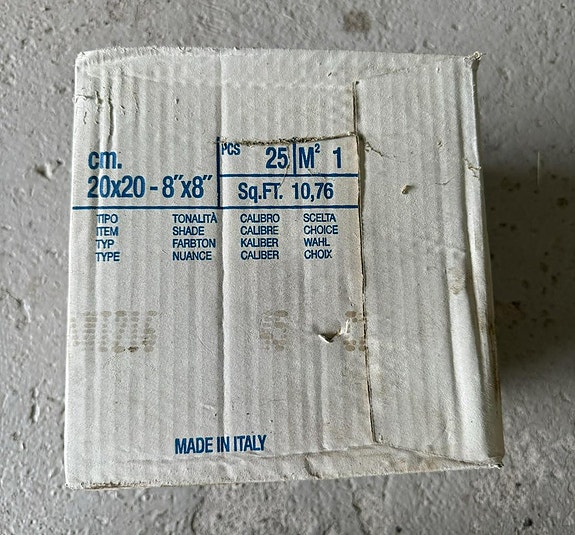 cm.
20x20 - 8"x8"
PCS 25 M² 1
Sq.FT. 10,76
TIPO TONALITÀ CALIBRO SCELTA
ITEM SHADE CALIBRE CHOICE
TYP FARBTON KALIBER WAHL
TYPE NUANCE CALIBER CHOIX
MADE IN ITALY